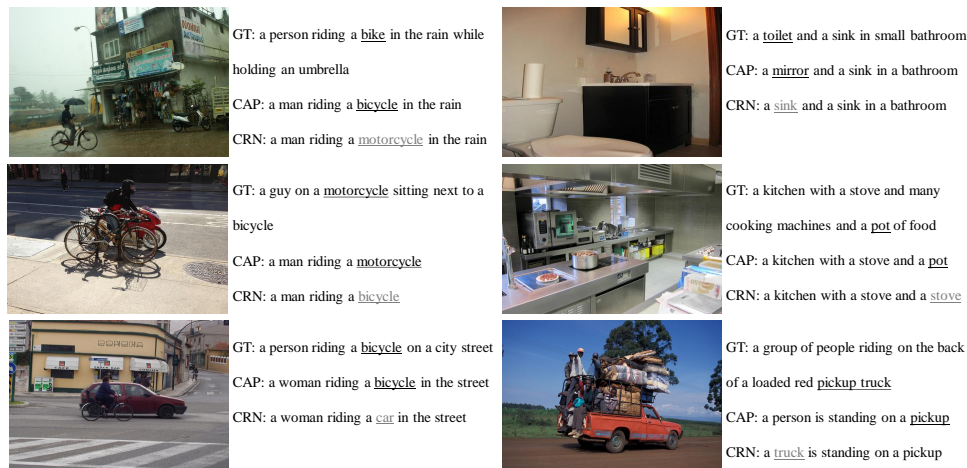 GT: a person riding a bike in the rain while
holding an umbrella
CAP: a man riding a bicycle in the rain
CRN: a man riding a motorcycle in the rain
GT: a toilet and a sink in small bathroom
CAP: a mirror and a sink in a bathroom
CRN: a sink and a sink in a bathroom
GT: a guy on a motorcycle sitting next to a
bicycle
CAP: a man riding a motorcycle
CRN: a man riding a bicycle
GT: a kitchen with a stove and many
cooking machines and a pot of food
CAP: a kitchen with a stove and a pot
CRN: a kitchen with a stove and a stove
GT: a person riding a bicycle on a city street
CAP: a woman riding a bicycle in the street
CRN: a woman riding a car in the street
GT: a group of people riding on the back
of a loaded red pickup truck
CAP: a person is standing on a pickup
CRN: a truck is standing on a pickup